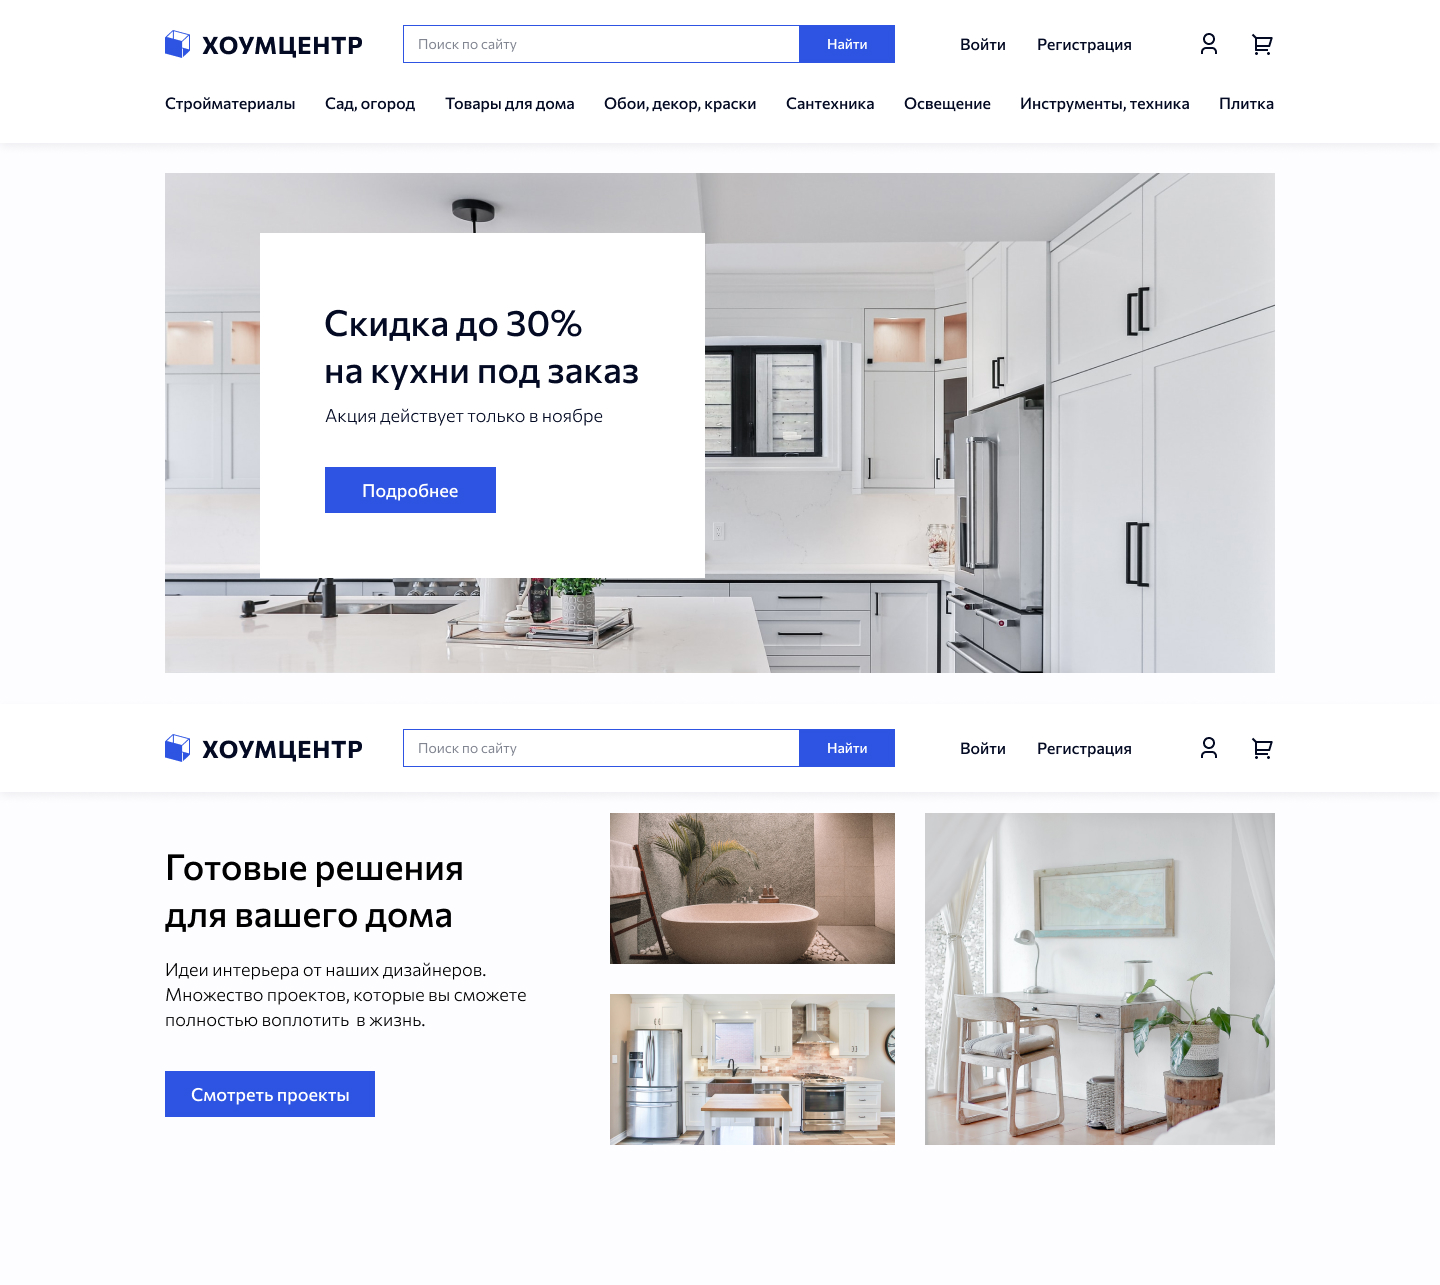 ХОУМЦЕНТР
Поиск по сайту
Найти
Войти
Регистрация
Стройматериалы
Сад, огород
Товары для дома
Обои, декор, краски
Сантехника
Освещение
Инструменты, техника
Плитка
Скидка до 30%
на кухни под заказ
Акция действует только в ноябре
Подробнее
ХОУМЦЕНТР
Поиск по сайту
Найти
Войти
Регистрация
Готовые решения
для вашего дома
Идеи интерьера от наших дизайнеров.
Множество проектов, которые вы сможете
полностью воплотить  в жизнь.
Смотреть проекты